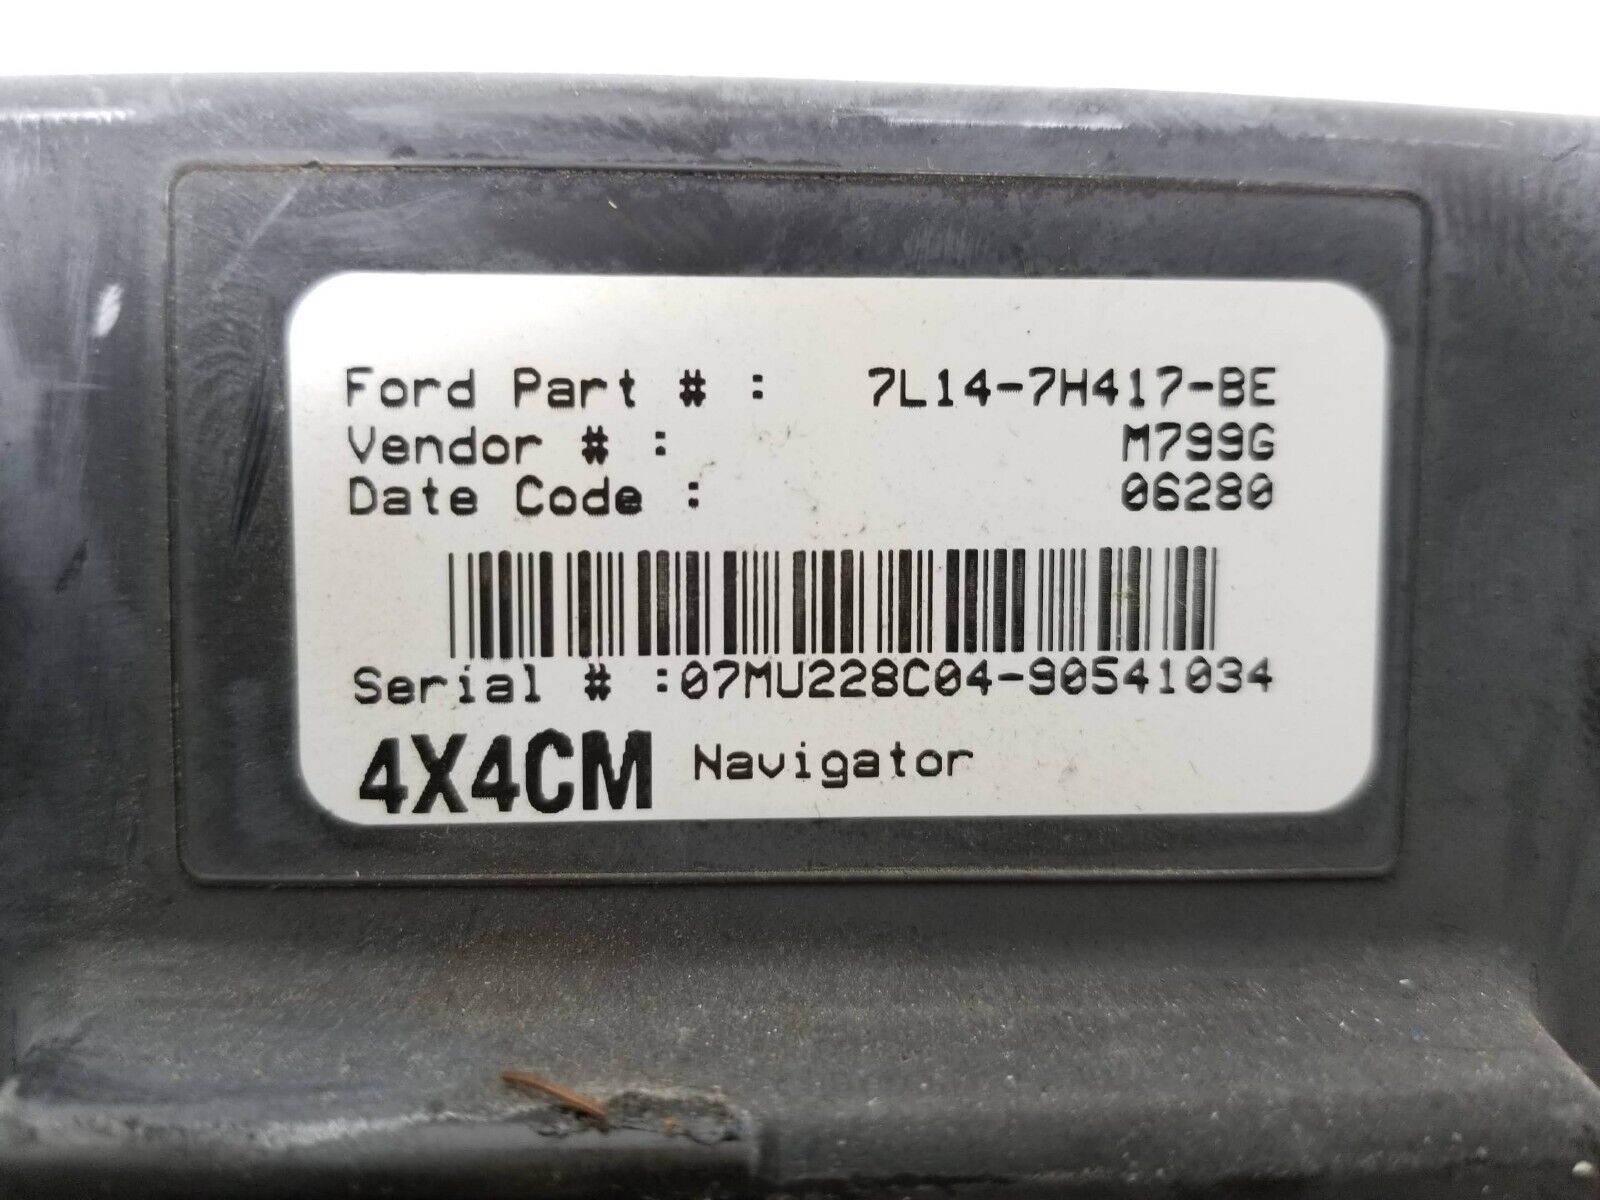 Ford Part # : 7L14-7H417-BE
Vendor # : M799G
Date Code : 06280
Serial # :07MU228C04-90541034
4X4CM Navigator